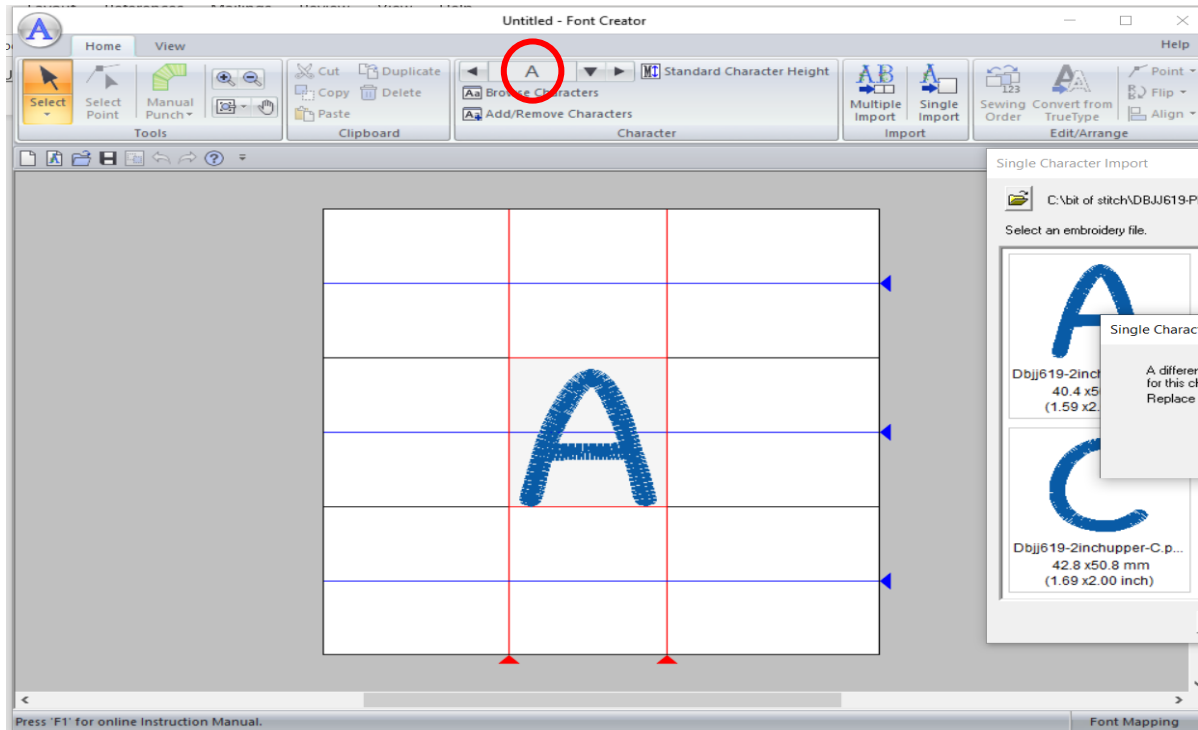 Untitled - Font Creator
Home View Help
Select
Select Point
Manual Punch
Tools
Cut Duplicate
Copy Delete
Paste
Clipboard
A
Standard Character Height
Browse Characters
Add/Remove Characters
Character
Multiple Import
Single Import
Import
Sewing Order
Convert from TrueType
Point
Flip
Align
Edit/Arrange
Single Character Import
C:\bit of stitch\DBJJ619-P
Select an embroidery file.
Single Charac
A differen
for this ch
Replace
Dbjj619-2inch
40.4 x5
(1.59 x2.
Dbjj619-2inchupper-C.p...
42.8 x50.8 mm
(1.69 x2.00 inch)
A
Press 'F1' for online Instruction Manual.
Font Mapping